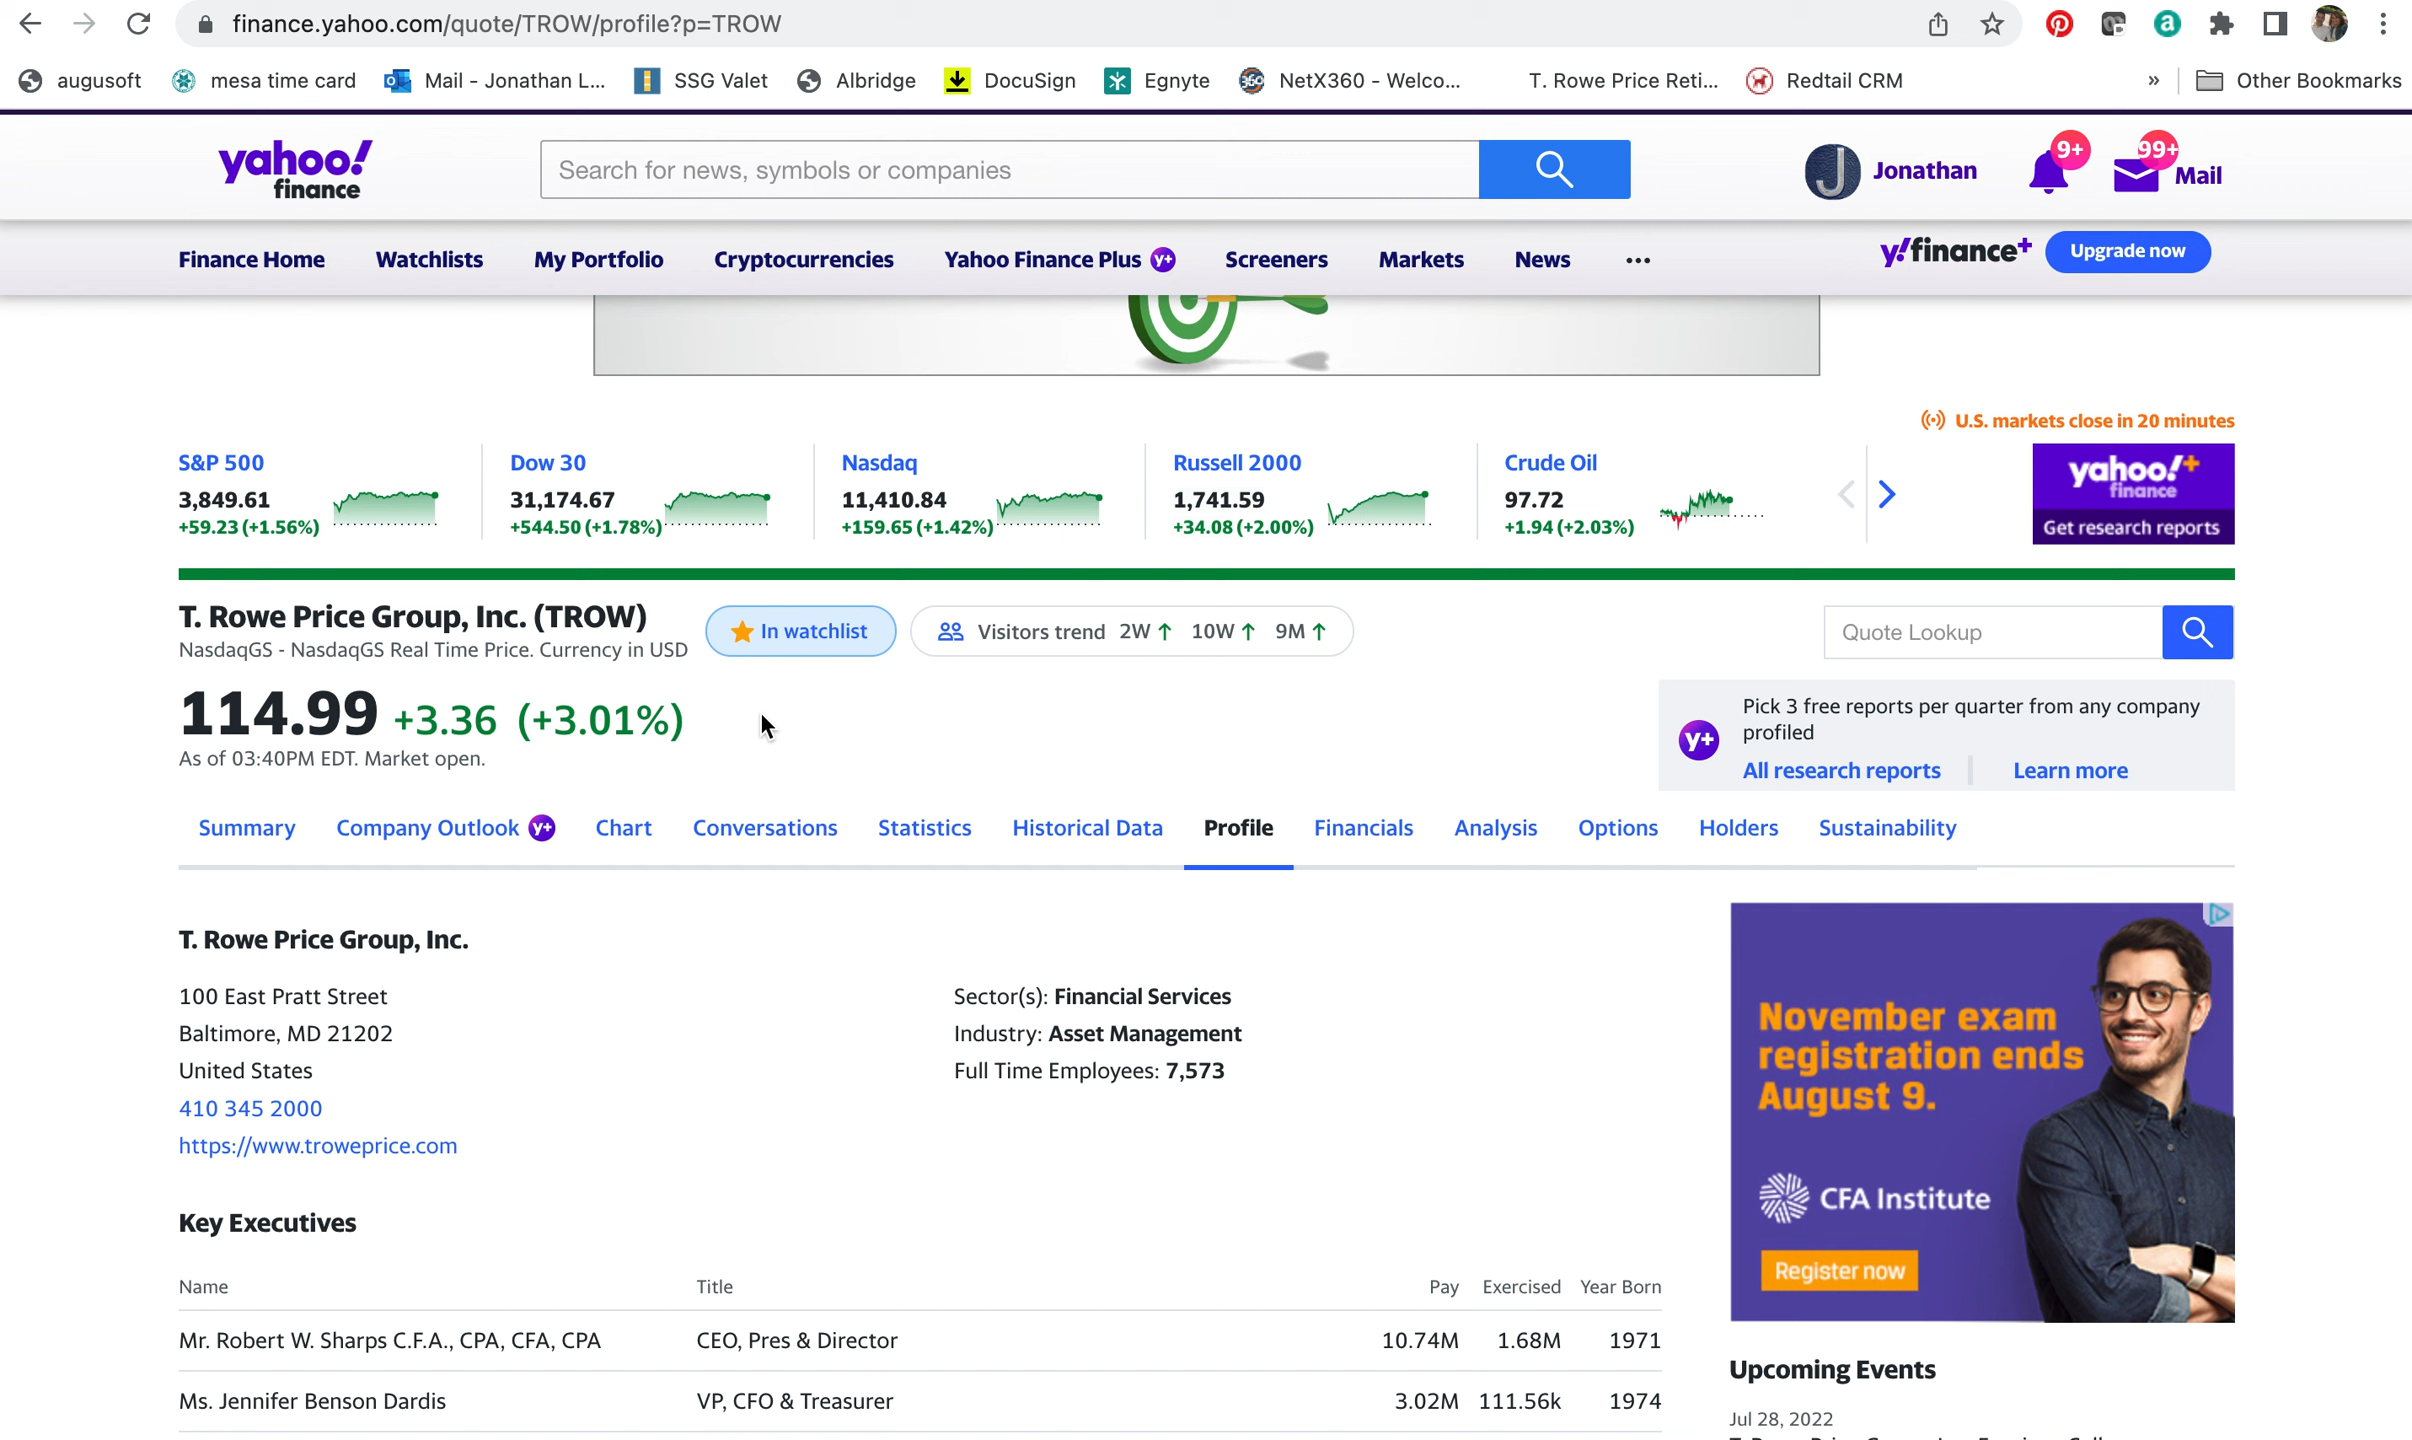 finance.yahoo.com/quote/TROW/profile?p=TROW
augusoft mesa time card Mail - Jonathan L... SSG Valet Albridge DocuSign Egnyte NetX360 - Welco... T. Rowe Price Reti... Redtail CRM » Other Bookmarks
yahoo! finance
Search for news, symbols or companies
J Jonathan 9+ 99+ Mail
Finance Home Watchlists My Portfolio Cryptocurrencies Yahoo Finance Plus y+ Screeners Markets News ... y!finance+ Upgrade now
U.S. markets close in 20 minutes
S&P 500
3,849.61
+59.23 (+1.56%)
Dow 30
31,174.67
+544.50 (+1.78%)
Nasdaq
11,410.84
+159.65 (+1.42%)
Russell 2000
1,741.59
+34.08 (+2.00%)
Crude Oil
97.72
+1.94 (+2.03%)
yahoo!+
finance
Get research reports
T. Rowe Price Group, Inc. (TROW)
NasdaqGS - NasdaqGS Real Time Price. Currency in USD
In watchlist
Visitors trend 2W↑ 10W↑ 9M↑
Quote Lookup
114.99 +3.36 (+3.01%)
As of 03:40PM EDT. Market open.
y+
Pick 3 free reports per quarter from any company
profiled
All research reports Learn more
Summary Company Outlook y+ Chart Conversations Statistics Historical Data Profile Financials Analysis Options Holders Sustainability
T. Rowe Price Group, Inc.
100 East Pratt Street
Baltimore, MD 21202
United States
410 345 2000
https://www.troweprice.com
Sector(s): Financial Services
Industry: Asset Management
Full Time Employees: 7,573
Key Executives
Name Title Pay Exercised Year Born
Mr. Robert W. Sharps C.F.A., CPA, CFA, CPA CEO, Pres & Director 10.74M 1.68M 1971
Ms. Jennifer Benson Dardis VP, CFO & Treasurer 3.02M 111.56k 1974
November exam
registration ends
August 9.
CFA Institute
Register now
Upcoming Events
Jul 28, 2022